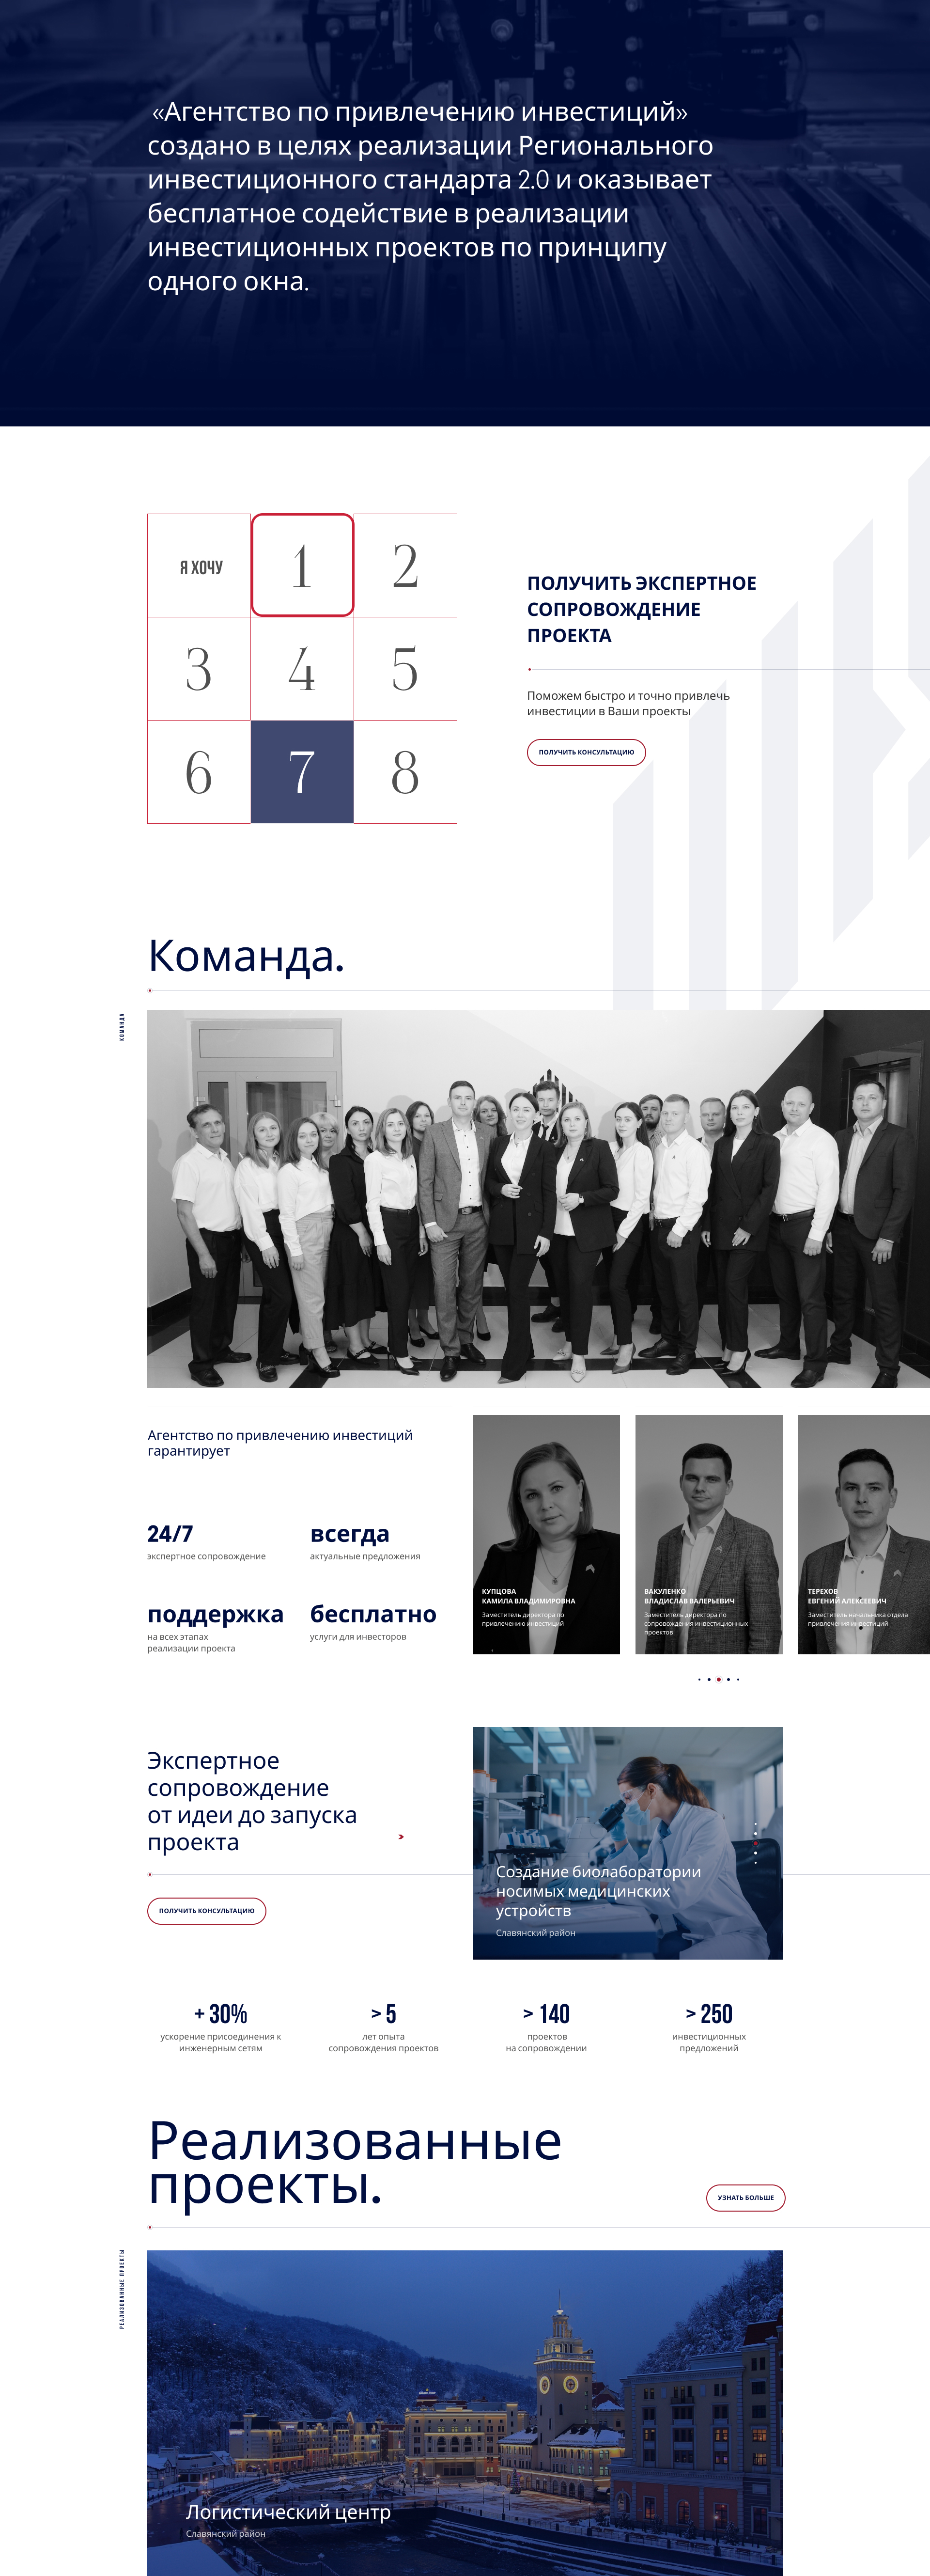 «Агентство по привлечению инвестиций»
создано в целях реализации Регионального
инвестиционного стандарта 2.0 и оказывает
бесплатное содействие в реализации
инвестиционных проектов по принципу
одного окна.
Я ХОЧУ
1
2
3
4
5
6
7
8
ПОЛУЧИТЬ ЭКСПЕРТНОЕ
СОПРОВОЖДЕНИЕ
ПРОЕКТА
Поможем быстро и точно привлечь
инвестиции в Ваши проекты
ПОЛУЧИТЬ КОНСУЛЬТАЦИЮ
Команда.
КОМАНДА
Агентство по привлечению инвестиций
гарантирует
24/7
экспертное сопровождение
всегда
актуальные предложения
поддержка
на всех этапах
реализации проекта
бесплатно
услуги для инвесторов
КУПЦОВА
КАМИЛА ВЛАДИМИРОВНА
Заместитель директора по
привлечению инвестиций
ВАКУЛЕНКО
ВЛАДИСЛАВ ВАЛЕРЬЕВИЧ
Заместитель директора по
сопровождения инвестиционных
проектов
ТЕРЕХОВ
ЕВГЕНИЙ АЛЕКСЕЕВИЧ
Заместитель начальника отдела
привлечения инвестиций
Экспертное
сопровождение
от идеи до запуска
проекта
ПОЛУЧИТЬ КОНСУЛЬТАЦИЮ
Создание биолаборатории
носимых медицинских
устройств
Славянский район
+ 30%
ускорение присоединения к
инженерным сетям
> 5
лет опыта
сопровождения проектов
> 140
проектов
на сопровождении
> 250
инвестиционных
предложений
Реализованные
проекты.
УЗНАТЬ БОЛЬШЕ
РЕАЛИЗОВАННЫЕ ПРОЕКТЫ
Логистический центр
Славянский район